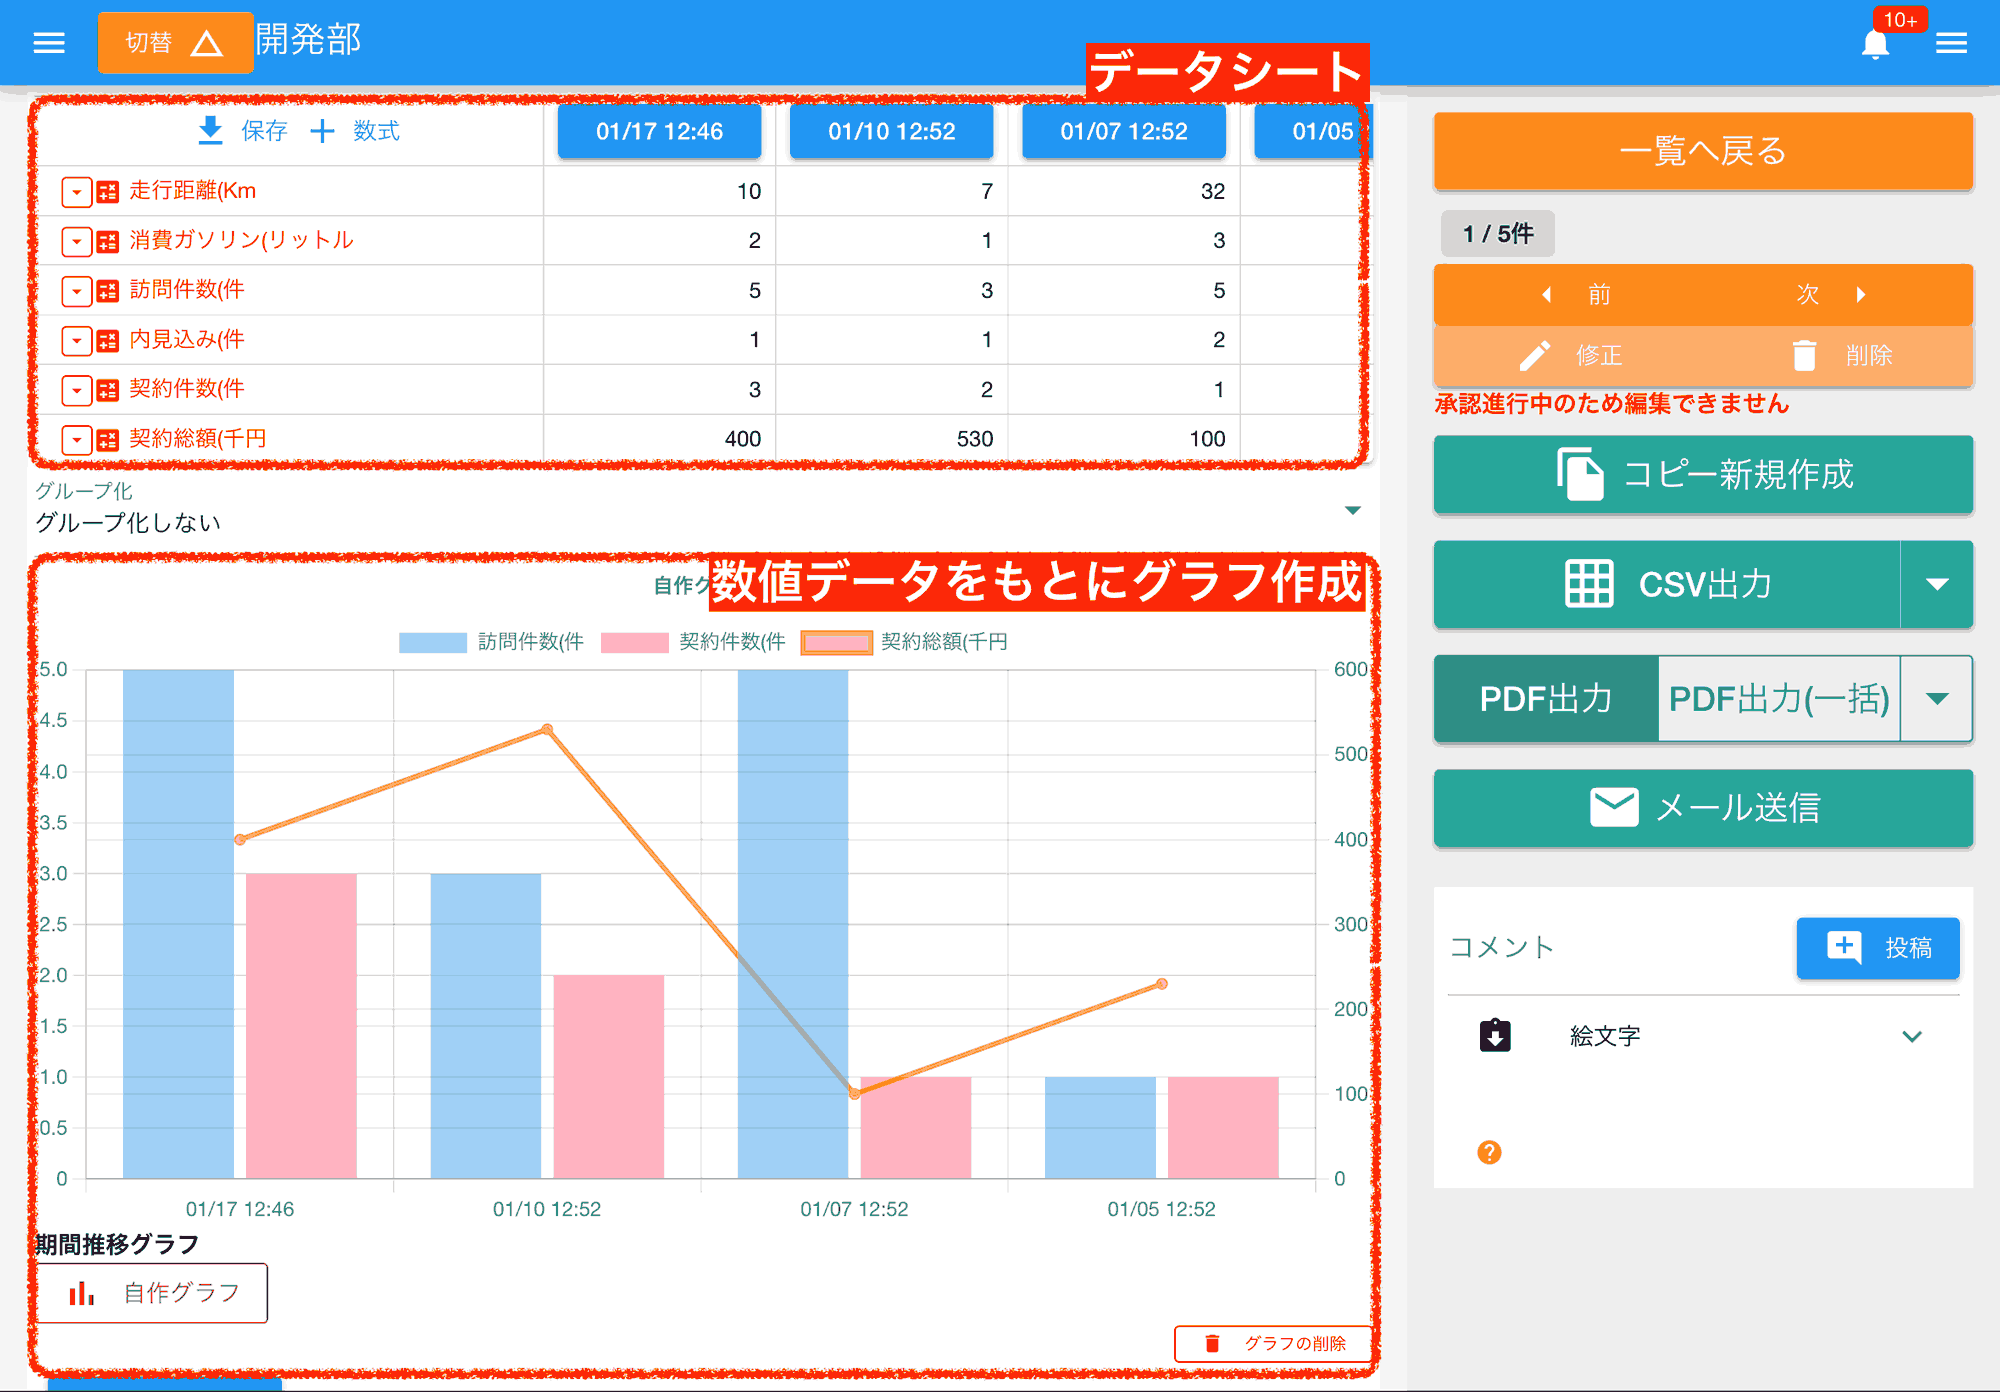 切替 開発部 10+
データシート
保存 数式 01/17 12:46 01/10 12:52 01/07 12:52 01/05
走行距離(Km 10 7 32
消費ガソリン(リットル 2 1 3
訪問件数(件 5 3 5
内見込み(件 1 1 2
契約件数(件 3 2 1
契約総額(千円 400 530 100
グループ化
グループ化しない
自作グ
数値データをもとにグラフ作成
訪問件数(件 契約件数(件 契約総額(千円
5.0 600
4.5
4.0 500
3.5 400
3.0
2.5 300
2.0
1.5 200
1.0 100
0.5
0 0
01/17 12:46 01/10 12:52 01/07 12:52 01/05 12:52
期間推移グラフ
自作グラフ
グラフの削除
一覧へ戻る
1 / 5件
前 次
修正 削除
承認進行中のため編集できません
コピー新規作成
CSV出力
PDF出力 PDF出力(一括)
メール送信
コメント 投稿
絵文字
?